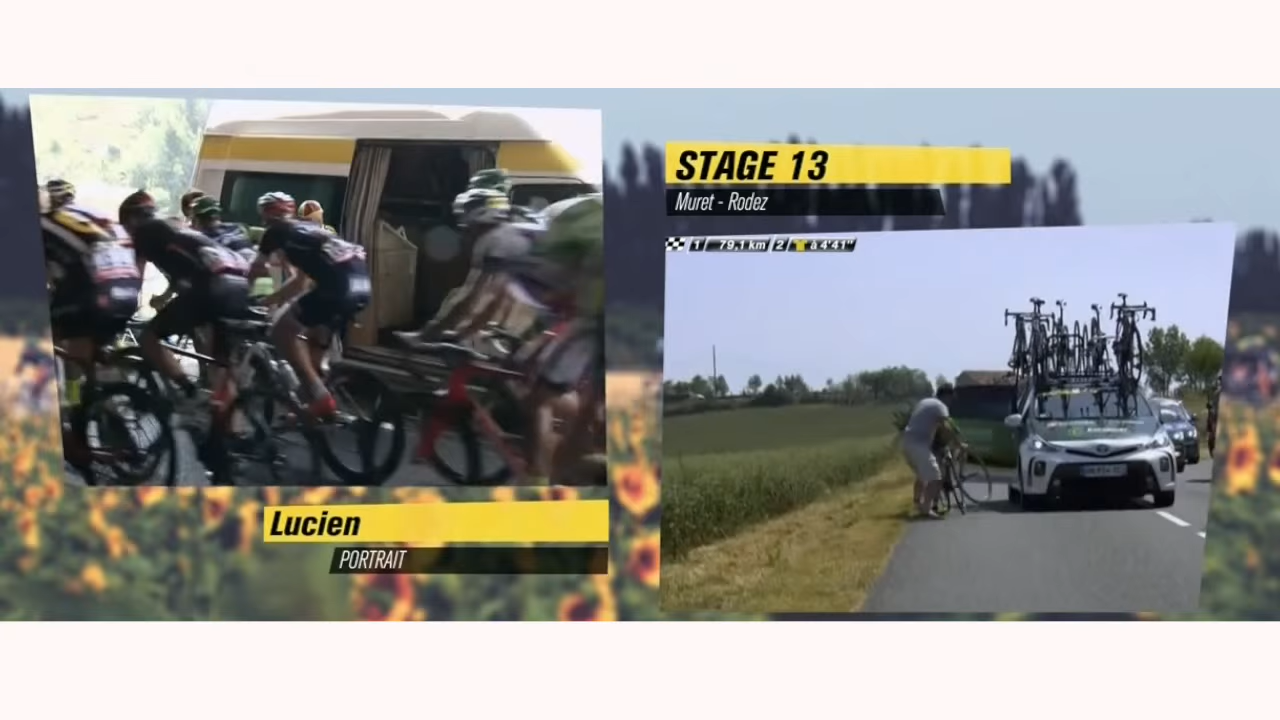 STAGE 13
Muret - Rodez
1 79,1 km 2 à 4'41"
Lucien
PORTRAIT